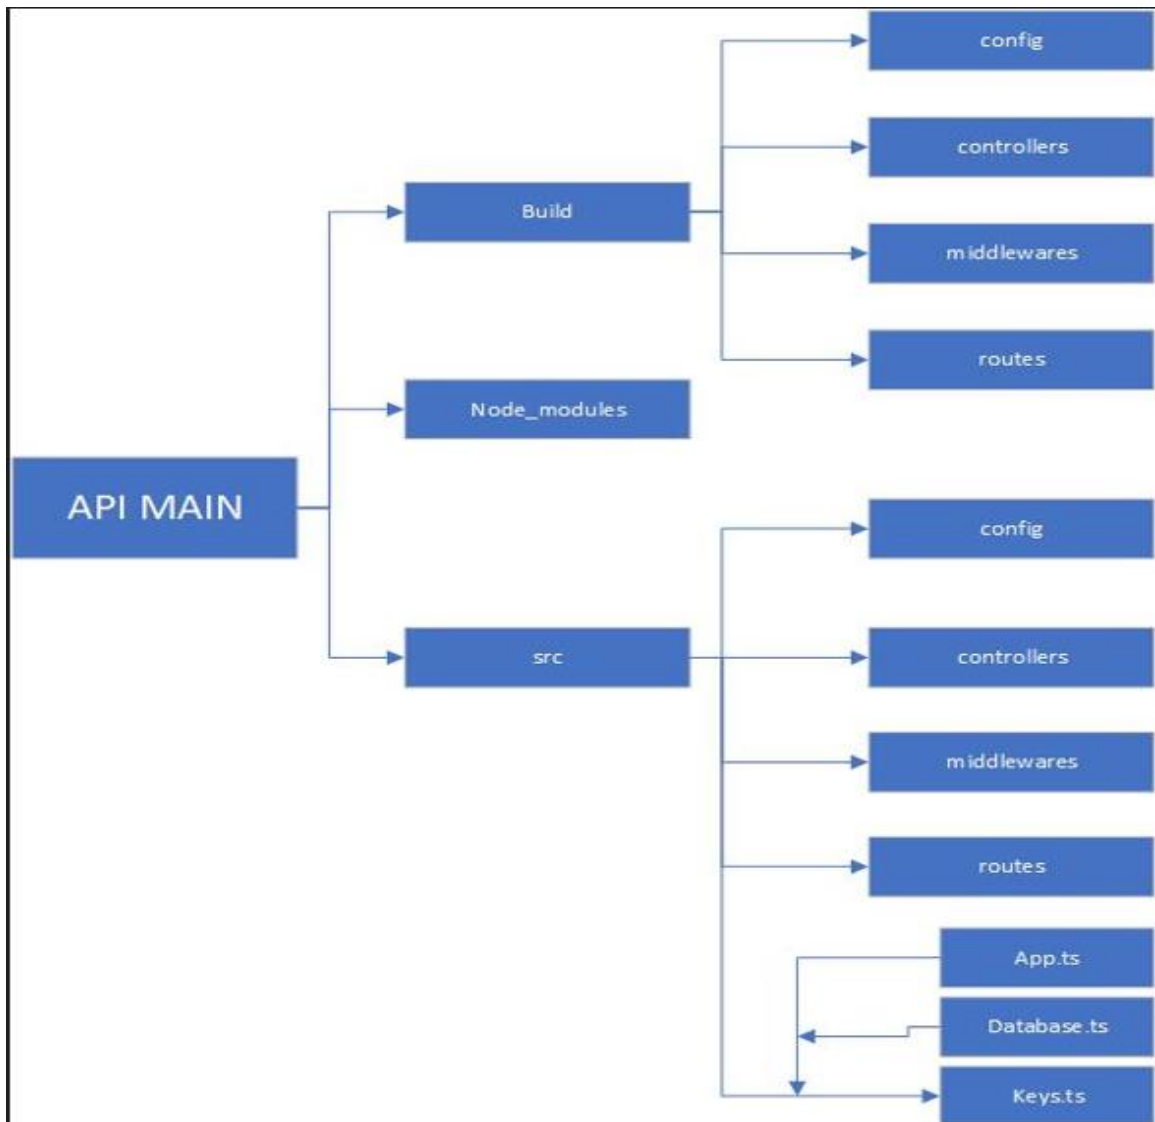 config
controllers
Build
middlewares
routes
Node_modules
API MAIN
config
src
controllers
middlewares
routes
App.ts
Database.ts
Keys.ts